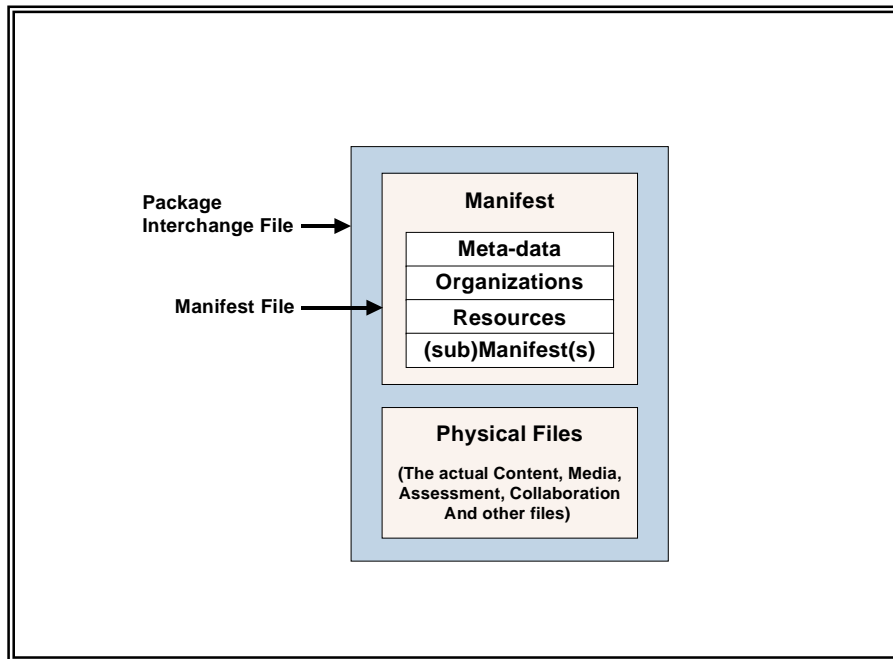 Package
Interchange File
Manifest File
Manifest
Meta-data
Organizations
Resources
(sub)Manifest(s)
Physical Files
(The actual Content, Media,
Assessment, Collaboration
And other files)